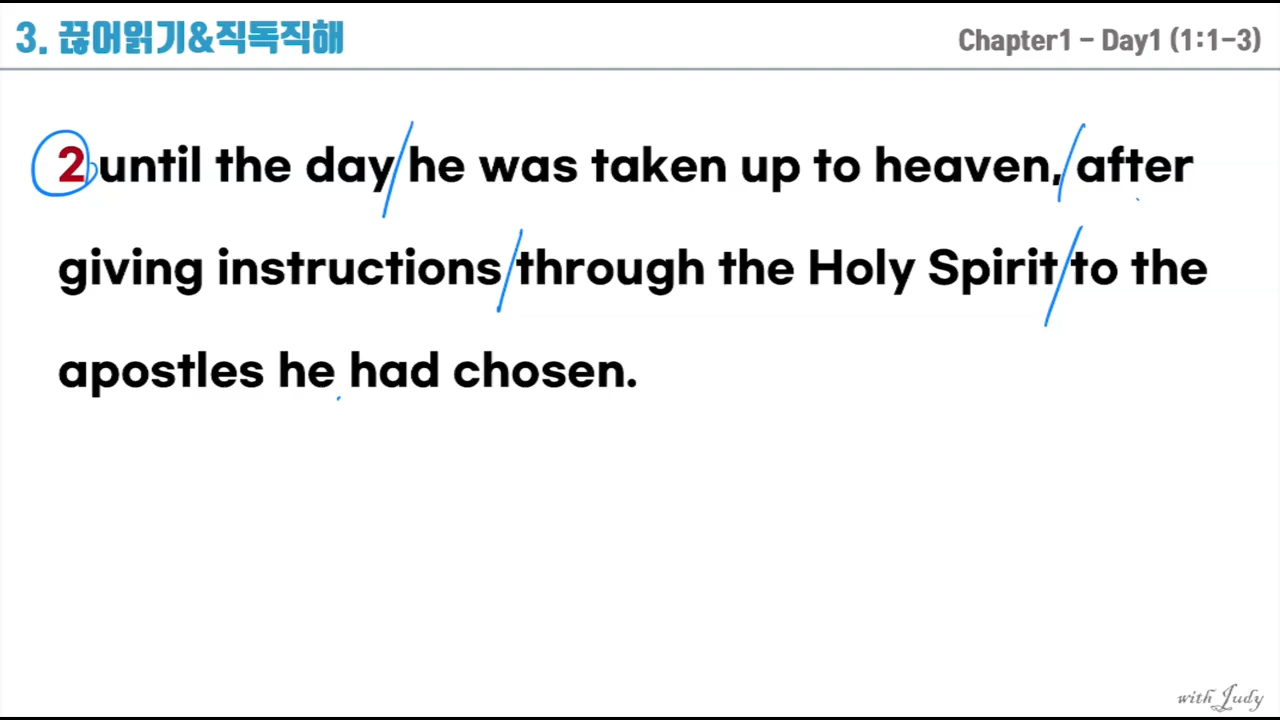 3. 끊어읽기&직독직해
Chapter1 - Day1 (1:1-3)
2 until the day he was taken up to heaven, after
giving instructions through the Holy Spirit to the
apostles he had chosen.
with Judy